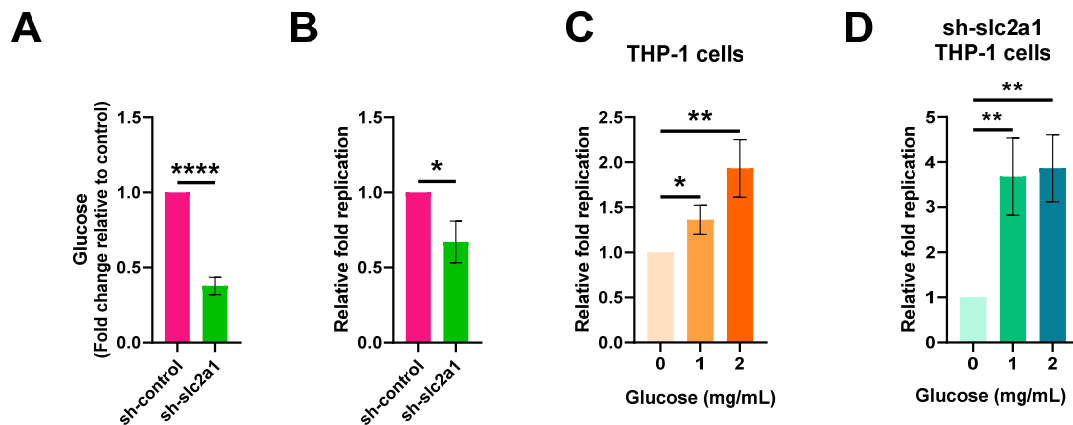 A
Glucose
(Fold change relative to control)
1.5
1.0
0.5
0.0
****
sh-control
sh-slc2a1
B
Relative fold replication
1.5
1.0
0.5
0.0
*
sh-control
sh-slc2a1
C
THP-1 cells
Relative fold replication
2.5
2.0
1.5
1.0
0.5
0.0
**
*
0 1 2
Glucose (mg/mL)
D
sh-slc2a1
THP-1 cells
Relative fold replication
5
4
3
2
1
0
**
**
0 1 2
Glucose (mg/mL)